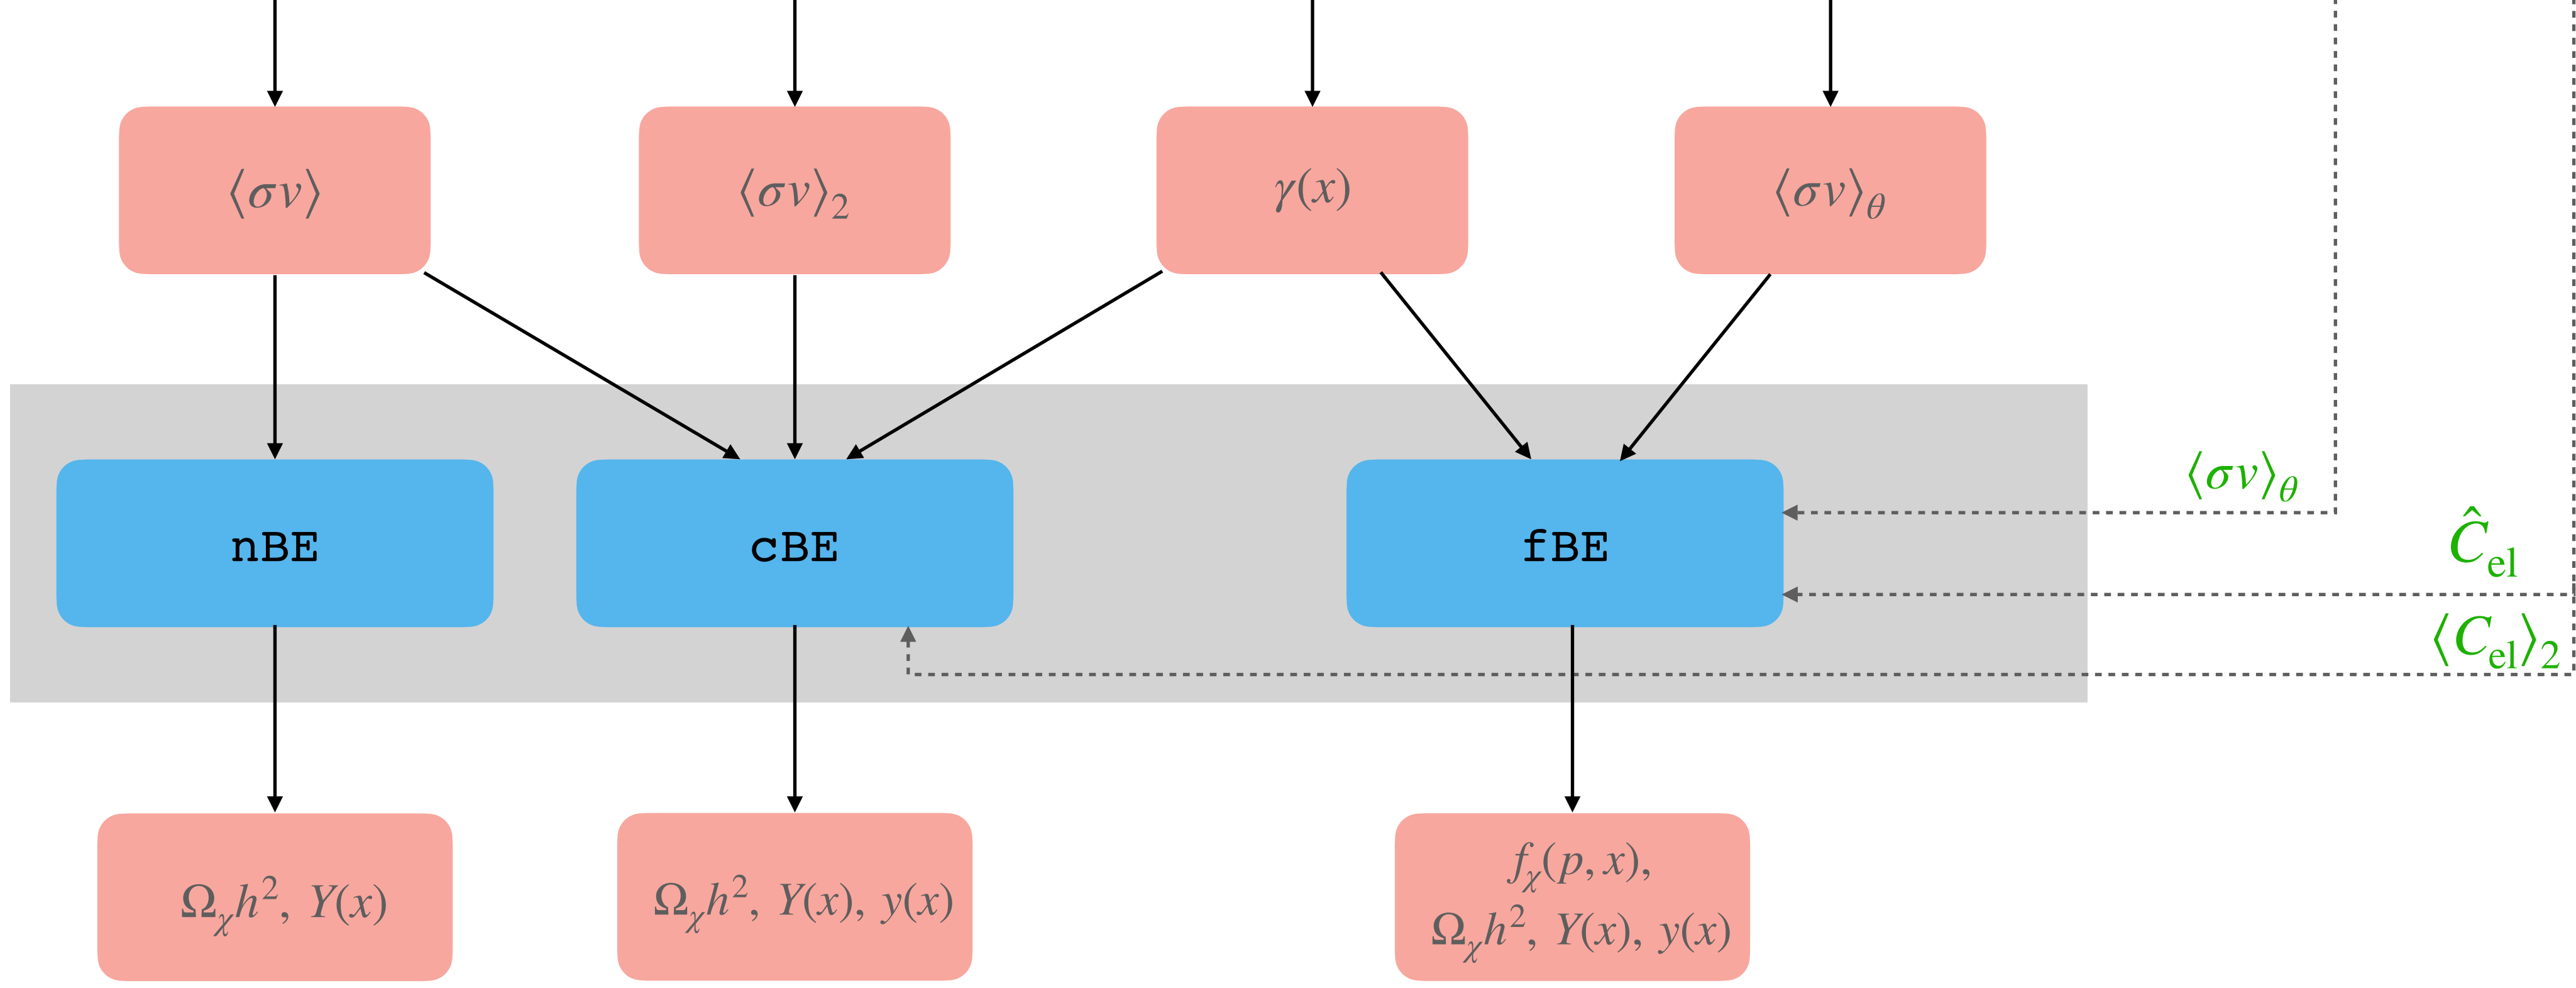 ⟨σv⟩
⟨σv⟩₂
γ(x)
⟨σv⟩_θ
⟨σv⟩_θ
nBE
cBE
fBE
Ĉ_el
⟨C_el⟩₂
Ω_χh², Y(x)
Ω_χh², Y(x), y(x)
f_χ(p, x),
Ω_χh², Y(x), y(x)